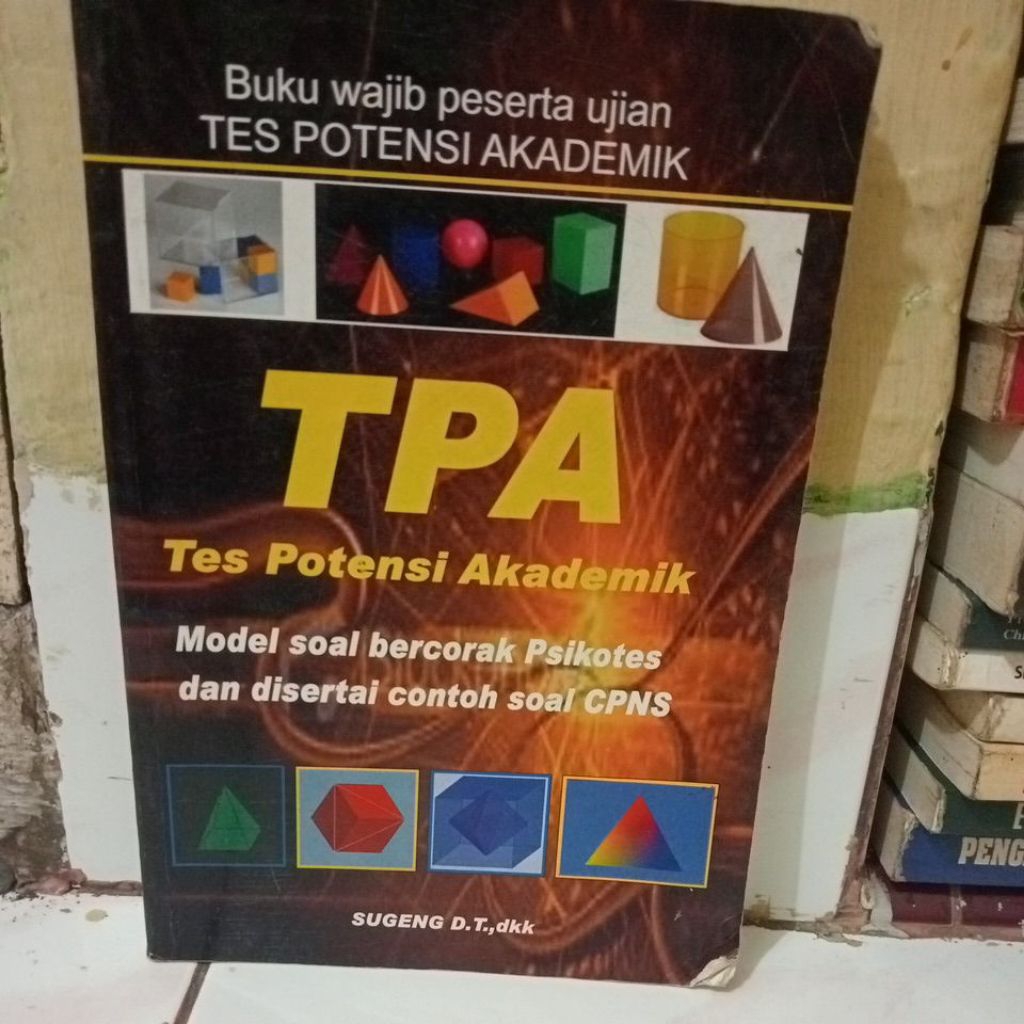 Buku wajib peserta ujian
TES POTENSI AKADEMIK
TPA
Tes Potensi Akademik
Model soal bercorak Psikotes
dan disertai contoh soal CPNS
SUGENG D.T.,dkk
PENG